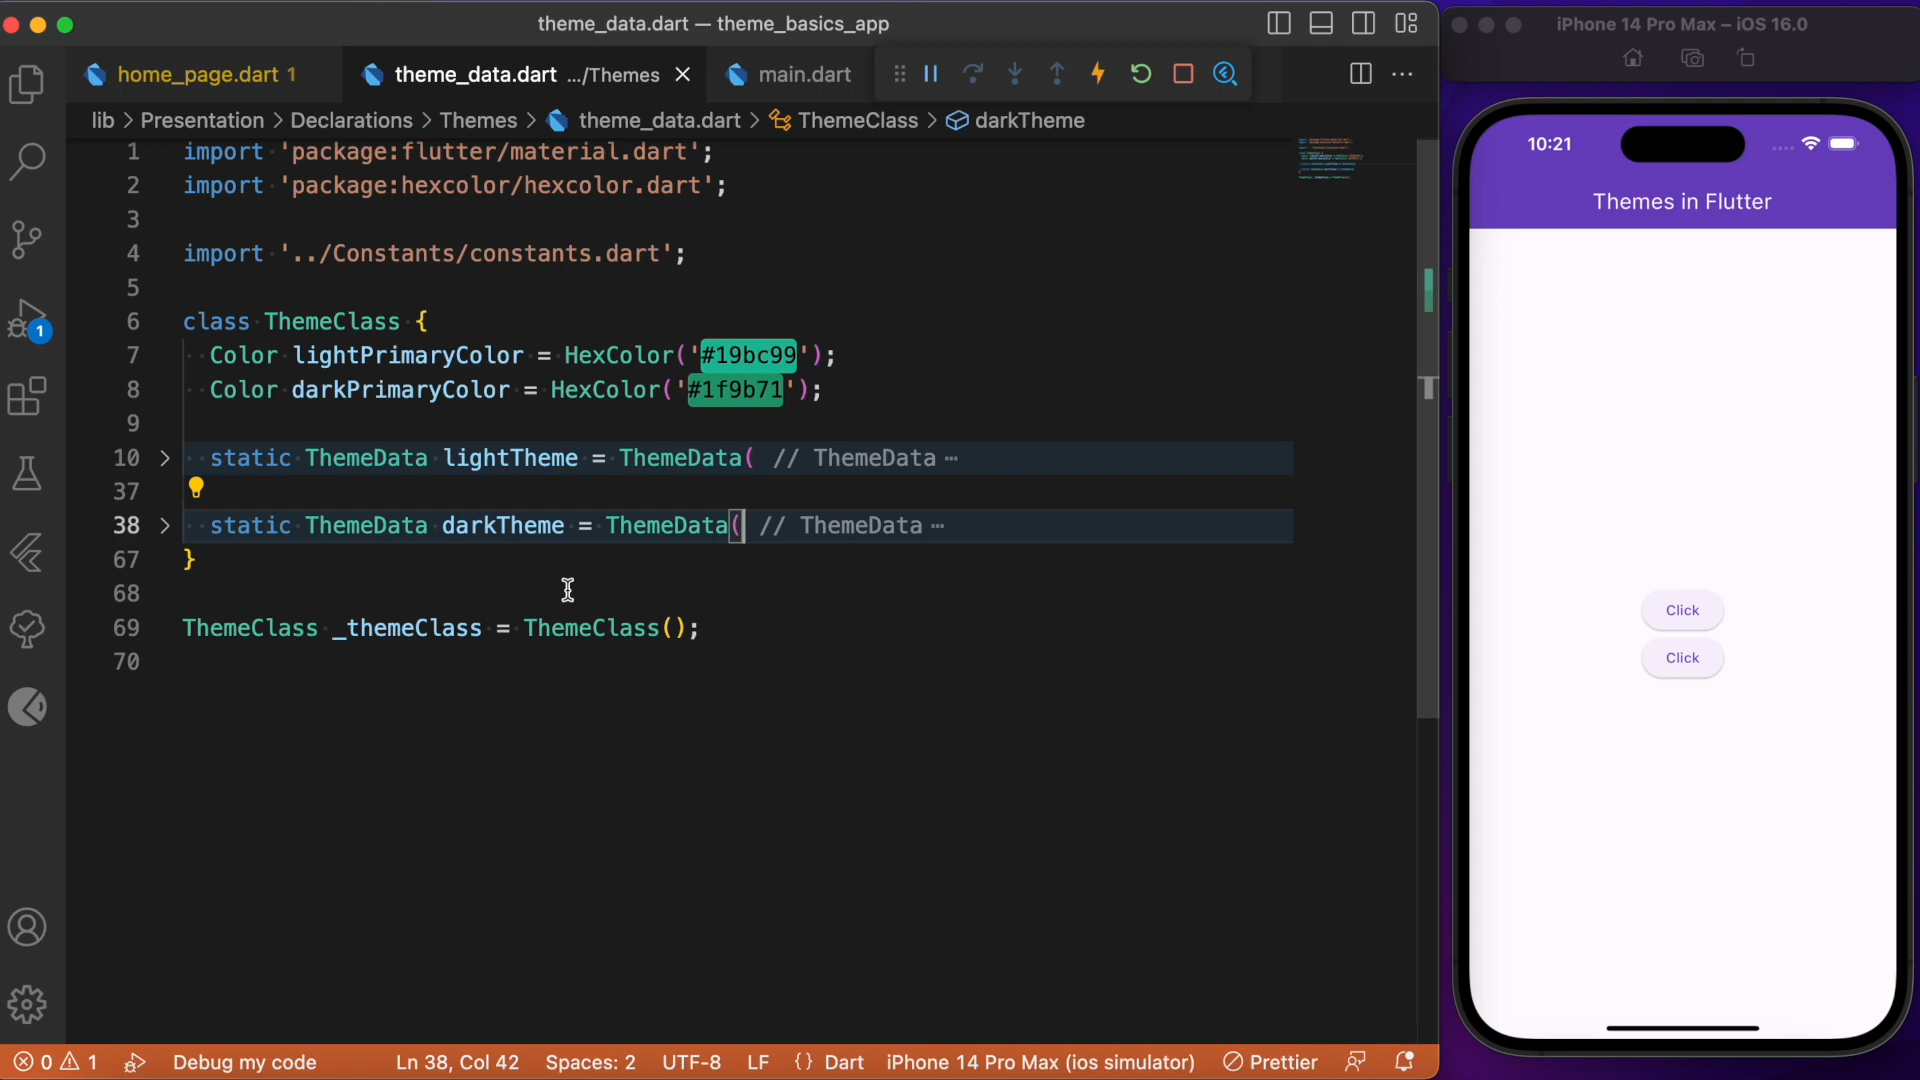 theme_data.dart — theme_basics_app
home_page.dart 1
theme_data.dart .../Themes
main.dart
lib > Presentation > Declarations > Themes > theme_data.dart > ThemeClass > darkTheme
1 import 'package:flutter/material.dart';
2 import 'package:hexcolor/hexcolor.dart';
3
4 import '../Constants/constants.dart';
5
6 class ThemeClass {
7 Color lightPrimaryColor = HexColor('#19bc99');
8 Color darkPrimaryColor = HexColor('#1f9b71');
9
10 static ThemeData lightTheme = ThemeData( // ThemeData ⋯
37
38 static ThemeData darkTheme = ThemeData( // ThemeData ⋯
67 }
68
69 ThemeClass _themeClass = ThemeClass();
70
1
0 1 Debug my code Ln 38, Col 42 Spaces: 2 UTF-8 LF {} Dart iPhone 14 Pro Max (ios simulator) Prettier
iPhone 14 Pro Max – iOS 16.0
10:21
Themes in Flutter
Click
Click